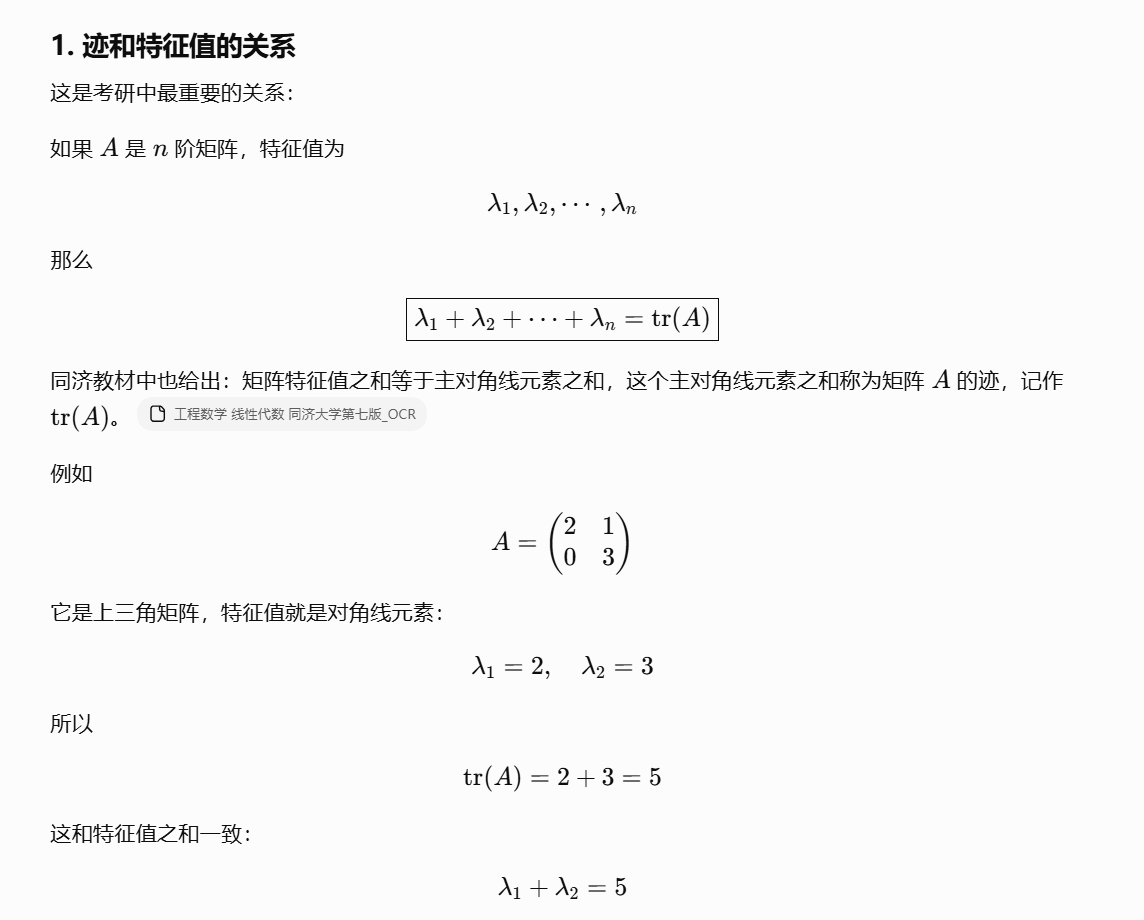 1. 迹和特征值的关系
这是考研中最重要的关系：
如果 A 是 n 阶矩阵，特征值为
λ₁, λ₂, ⋯ , λₙ
那么
λ₁ + λ₂ + ⋯ + λₙ = tr(A)
同济教材中也给出：矩阵特征值之和等于主对角线元素之和，这个主对角线元素之和称为矩阵 A 的迹，记作
tr(A)。 工程数学 线性代数 同济大学第七版_OCR
例如
A = (2 1
0 3)
它是上三角矩阵，特征值就是对角线元素：
λ₁ = 2, λ₂ = 3
所以
tr(A) = 2 + 3 = 5
这和特征值之和一致：
λ₁ + λ₂ = 5